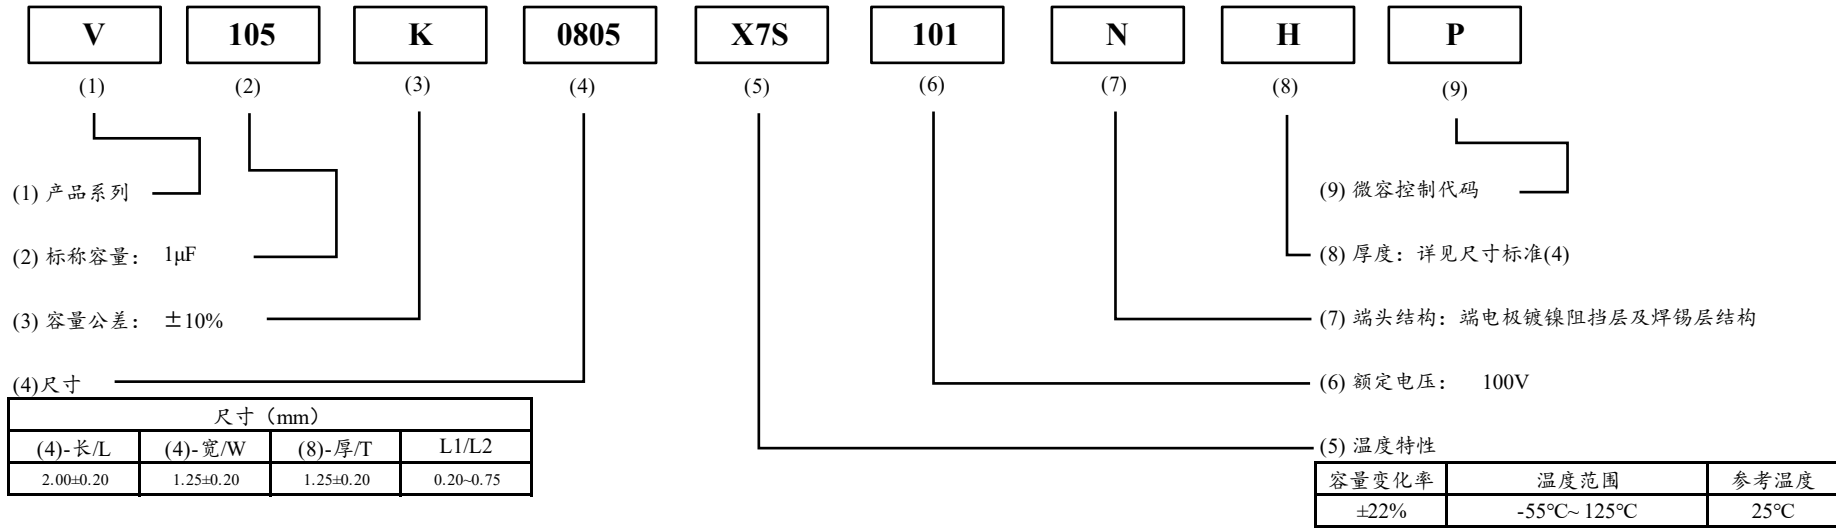 V 105 K 0805 X7S 101 N H P
(1) (2) (3) (4) (5) (6) (7) (8) (9)
(1) 产品系列
(9) 微容控制代码
(2) 标称容量： 1μF
(8) 厚度：详见尺寸标准(4)
(3) 容量公差： ±10%
(7) 端头结构：端电极镀镍阻挡层及焊锡层结构
(4)尺寸
(6) 额定电压： 100V
尺寸（mm）
(4)-长/L (4)-宽/W (8)-厚/T L1/L2
2.00±0.20 1.25±0.20 1.25±0.20 0.20~0.75
(5) 温度特性
容量变化率 温度范围 参考温度
±22% -55°C~ 125°C 25°C